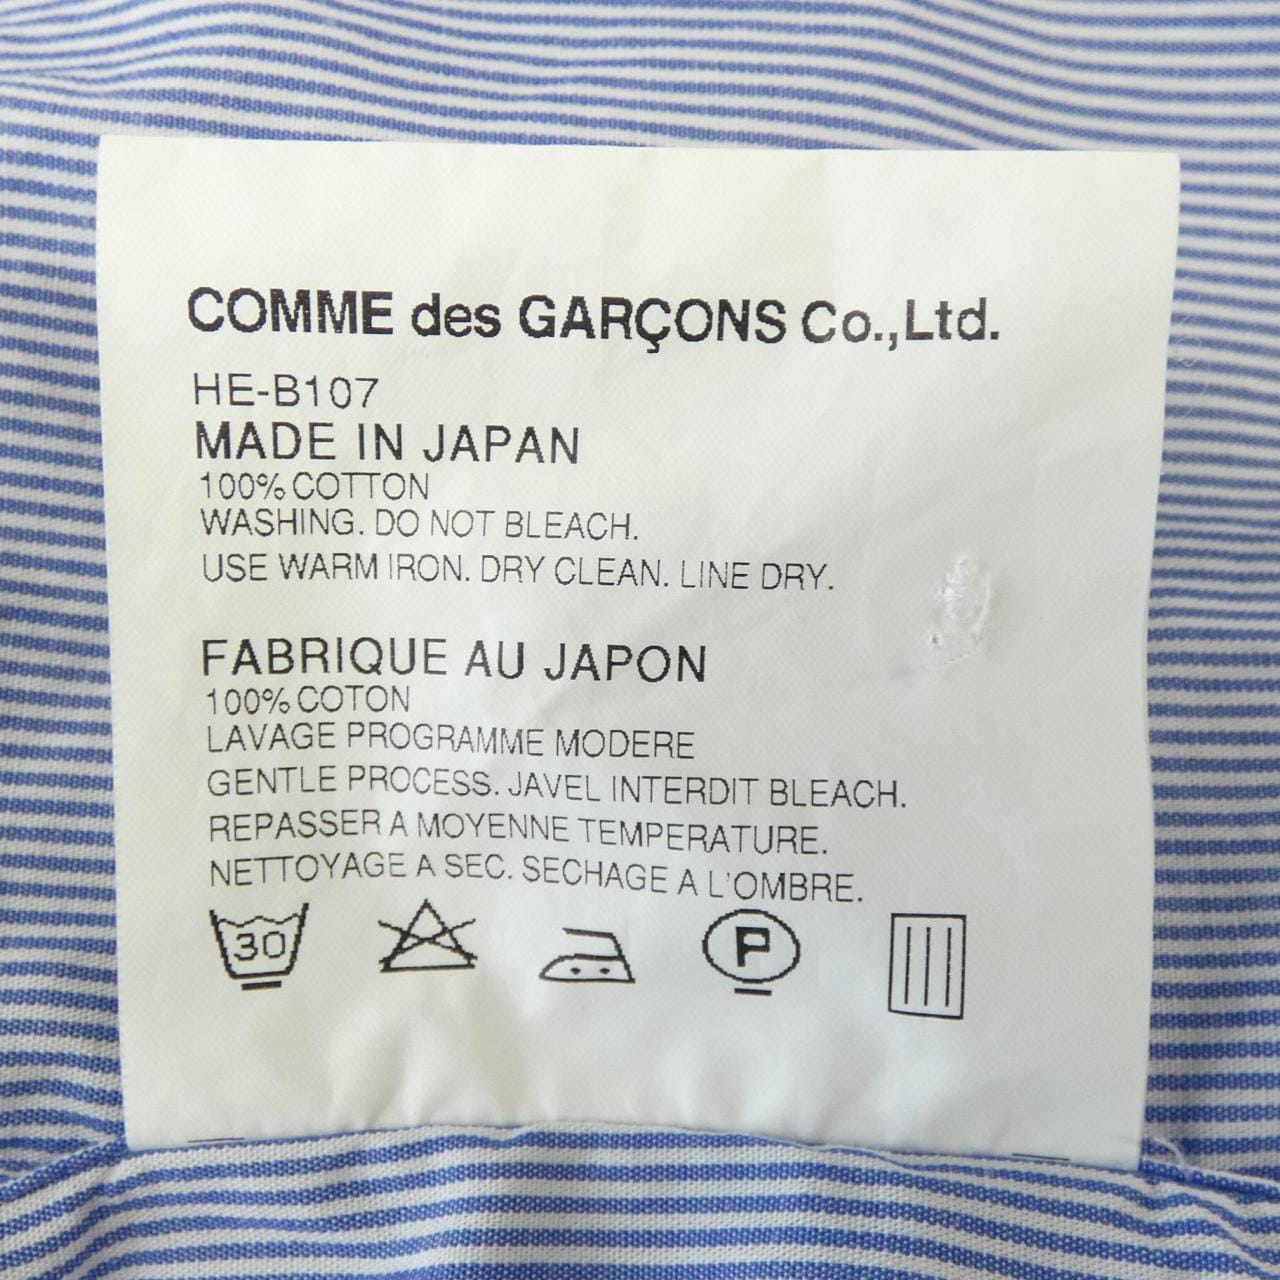 COMME des GARÇONS Co.,Ltd.
HE-B107
MADE IN JAPAN
100% COTTON
WASHING. DO NOT BLEACH.
USE WARM IRON. DRY CLEAN. LINE DRY.
FABRIQUE AU JAPON
100% COTON
LAVAGE PROGRAMME MODERE
GENTLE PROCESS. JAVEL INTERDIT BLEACH.
REPASSER A MOYENNE TEMPERATURE.
NETTOYAGE A SEC. SECHAGE A L'OMBRE.
30 P